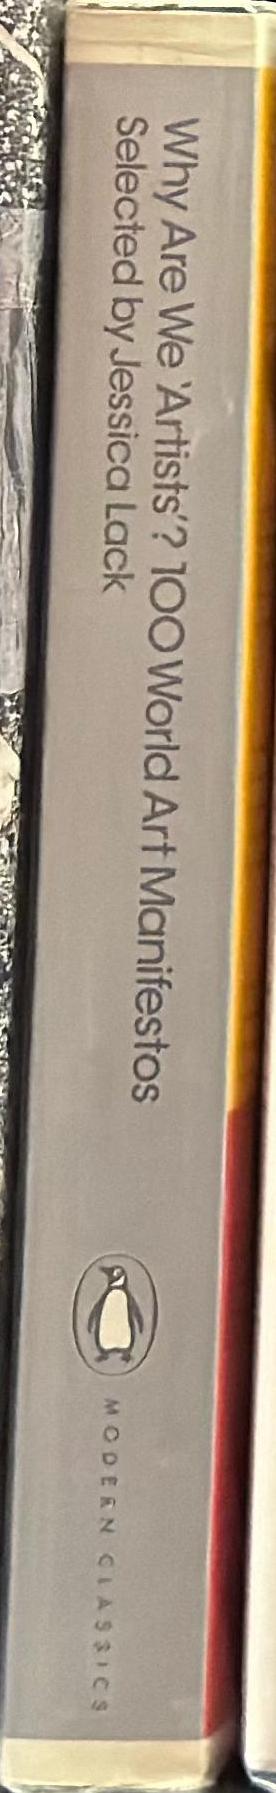 Why Are We 'Artists'? 100 World Art Manifestos
Selected by Jessica Lack
MODERN CLASSICS